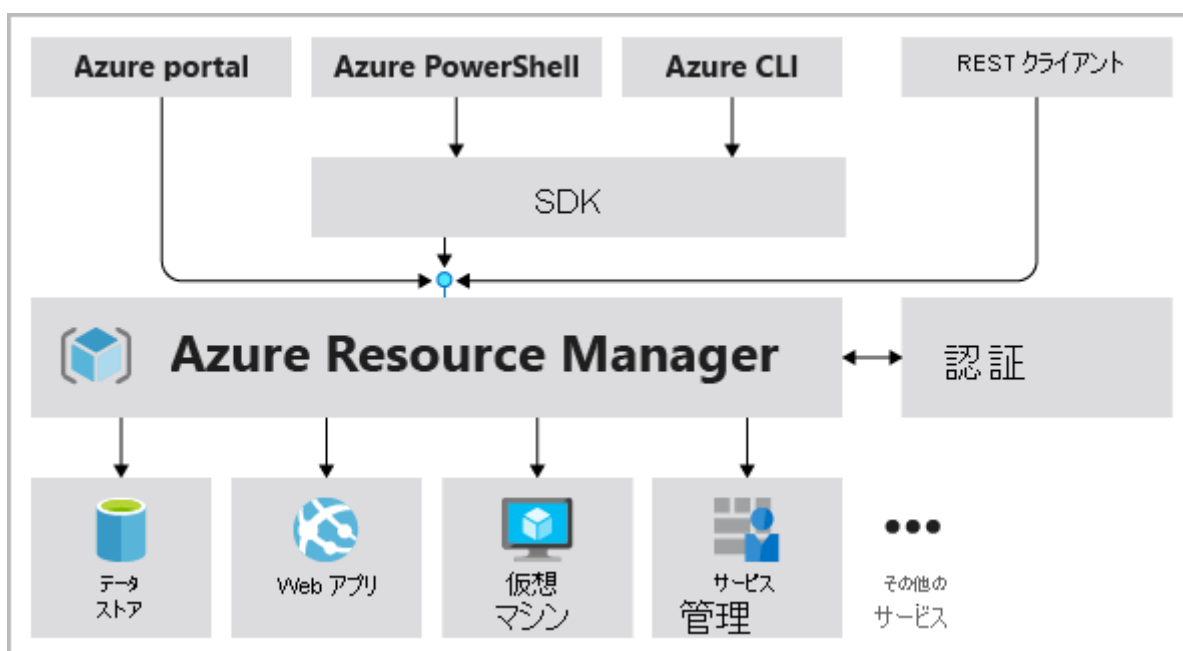 Azure portal
Azure PowerShell
Azure CLI
REST クライアント
SDK
Azure Resource Manager
認証
データ
ストア
Web アプリ
仮想
マシン
サービス
管理
その他の
サービス